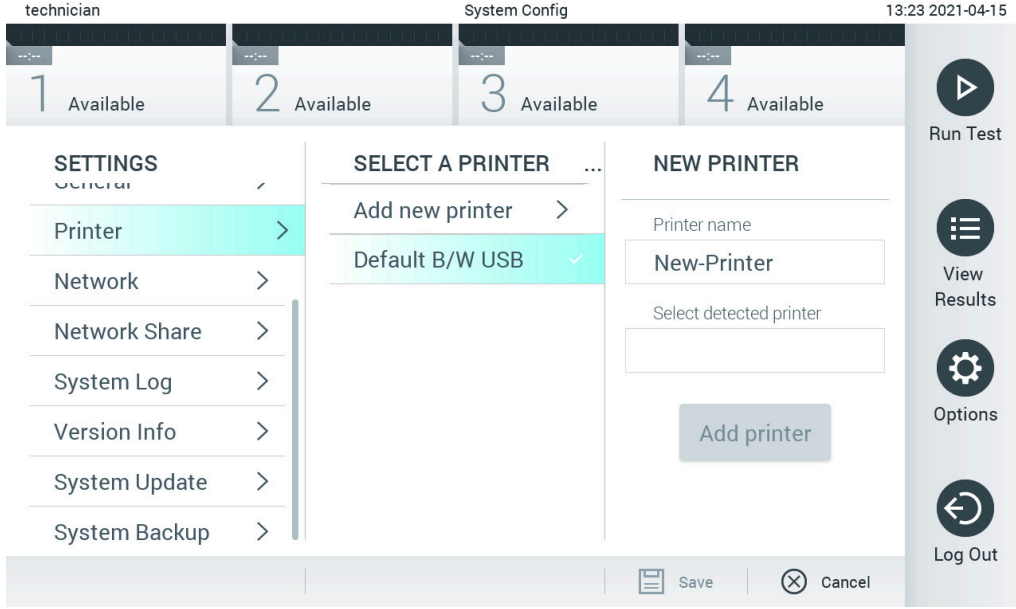 technician
System Config
13:23 2021-04-15
--:--
--:--
--:--
--:--
1 Available
2 Available
3 Available
4 Available
SETTINGS
General
Printer
Network
Network Share
System Log
Version Info
System Update
System Backup
SELECT A PRINTER ...
Add new printer
Default B/W USB
NEW PRINTER
Printer name
New-Printer
Select detected printer
Add printer
Run Test
View
Results
Options
Log Out
Save
Cancel